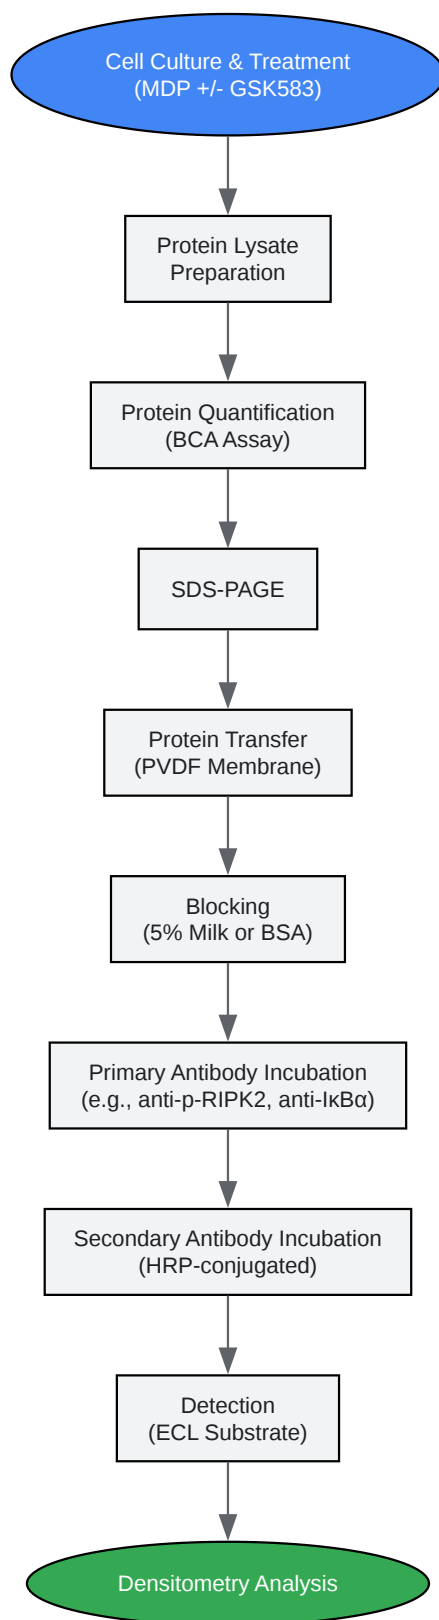 Cell Culture & Treatment
(MDP +/- GSK583)
Protein Lysate
Preparation
Protein Quantification
(BCA Assay)
SDS-PAGE
Protein Transfer
(PVDF Membrane)
Blocking
(5% Milk or BSA)
Primary Antibody Incubation
(e.g., anti-p-RIPK2, anti-IκBα)
Secondary Antibody Incubation
(HRP-conjugated)
Detection
(ECL Substrate)
Densitometry Analysis